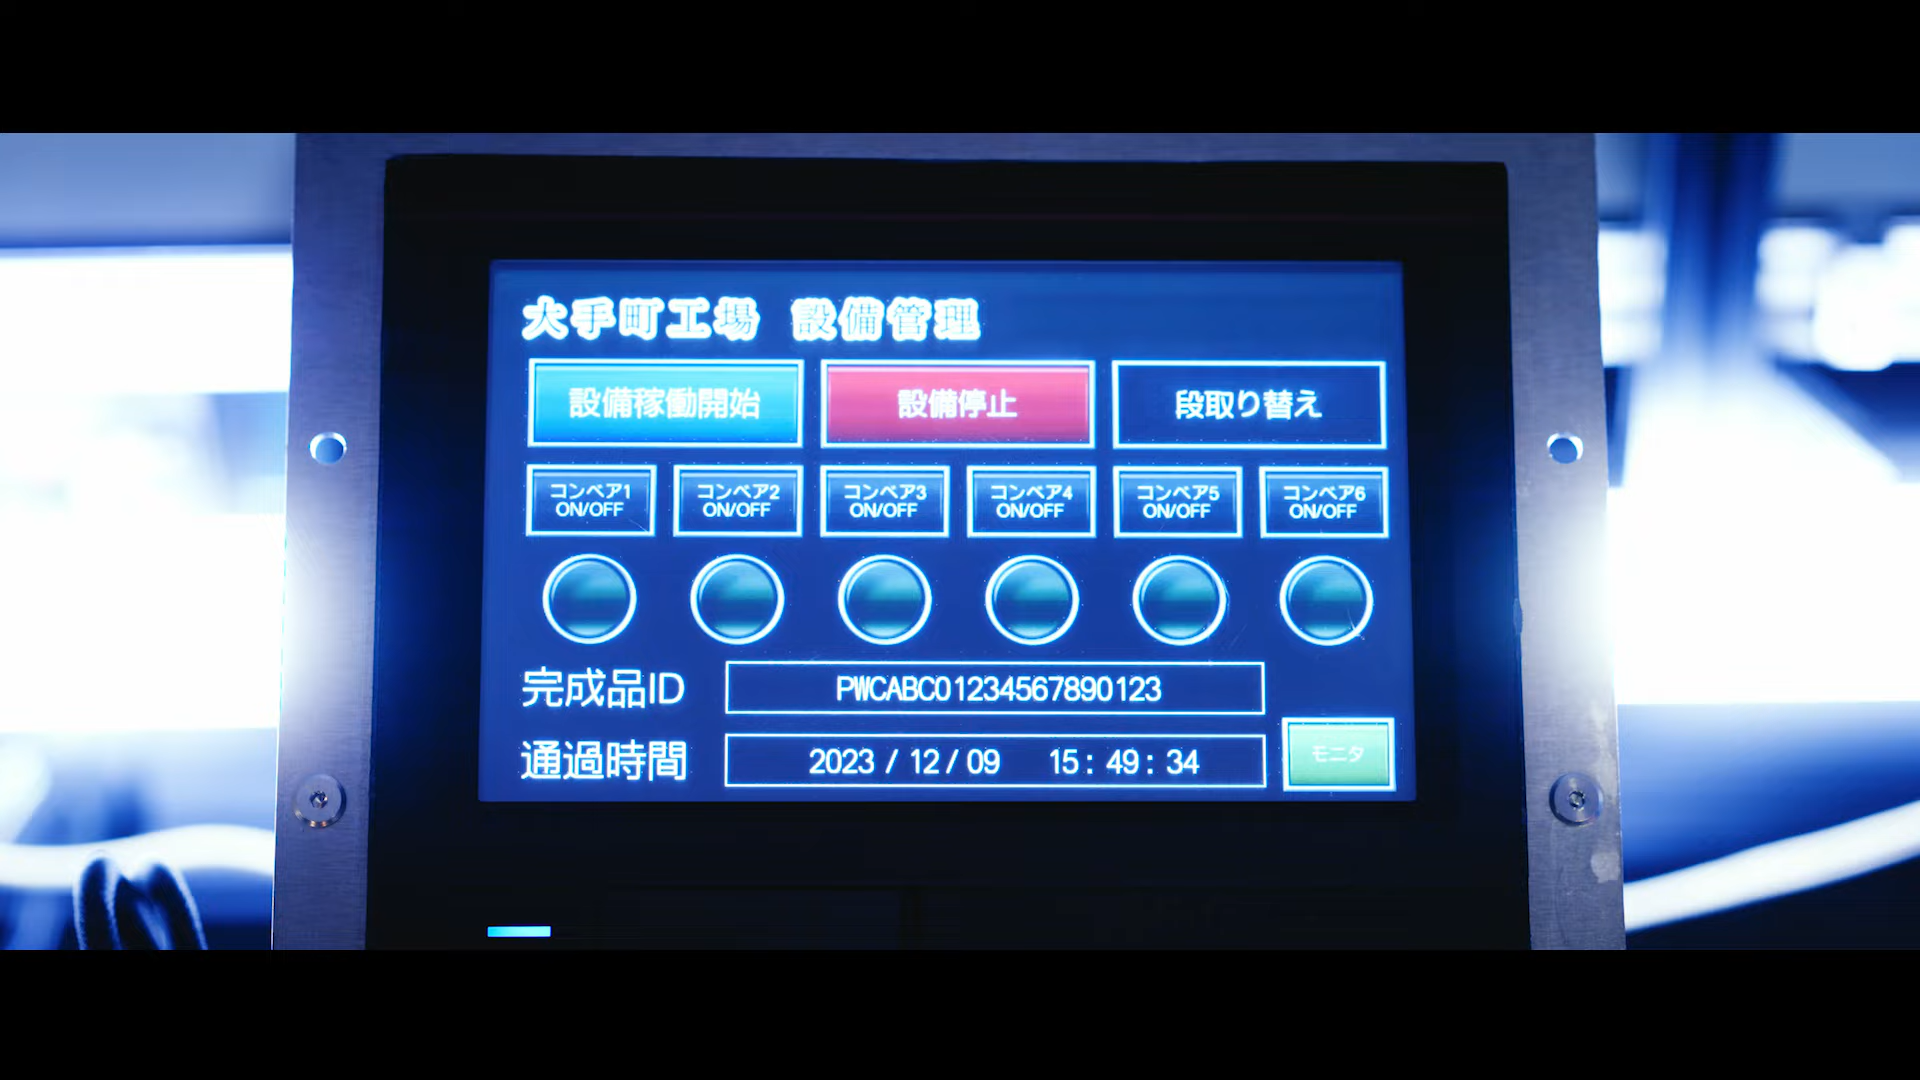 大手町工場 設備管理
設備稼働開始 設備停止 段取り替え
コンベア1 コンベア2 コンベア3 コンベア4 コンベア5 コンベア6
ON/OFF ON/OFF ON/OFF ON/OFF ON/OFF ON/OFF
完成品ID PWCABC01234567890123
通過時間 2023 / 12 / 09 15 : 49 : 34
モニタ